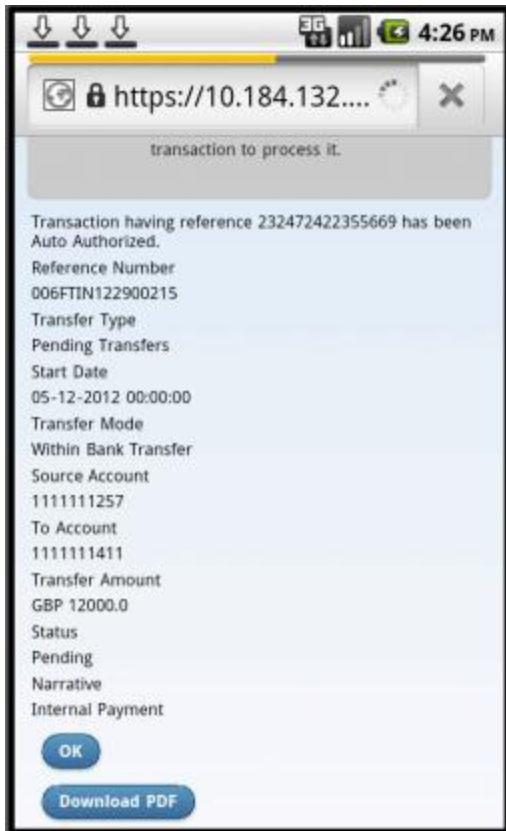 3G
4:26 PM
https://10.184.132....
transaction to process it.
Transaction having reference 232472422355669 has been
Auto Authorized.
Reference Number
006FTIN122900215
Transfer Type
Pending Transfers
Start Date
05-12-2012 00:00:00
Transfer Mode
Within Bank Transfer
Source Account
1111111257
To Account
1111111411
Transfer Amount
GBP 12000.0
Status
Pending
Narrative
Internal Payment
OK
Download PDF